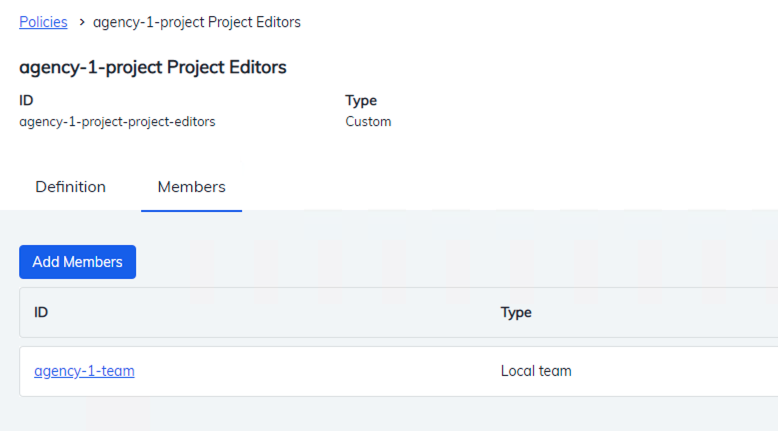 Policies > agency-1-project Project Editors
agency-1-project Project Editors
ID Type
agency-1-project-project-editors Custom
Definition Members
Add Members
ID Type
agency-1-team Local team